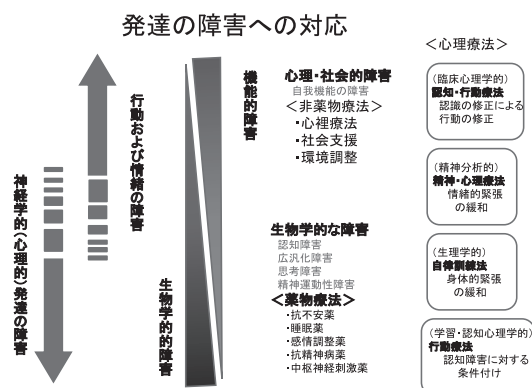 発達の障害への対応
神経学的(心理的)発達の障害
行動および情緒の障害
機能的障害
生物学的的障害
心理・社会的障害
自我機能の障害
<非薬物療法>
・心裡療法
・社会支援
・環境調整
生物学的な障害
認知障害
広汎化障害
思考障害
精神運動性障害
<薬物療法>
・抗不安薬
・睡眠薬
・感情調整薬
・抗精神病薬
・中枢神経刺激薬
<心理療法>
(臨床心理学的)
認知・行動療法
認識の修正による
行動の修正
(精神分析的)
精神・心理療法
情緒的緊張
の緩和
(生理学的)
自律訓練法
身体的緊張
の緩和
(学習・認知心理学的)
行動療法
認知障害に対する
条件付け